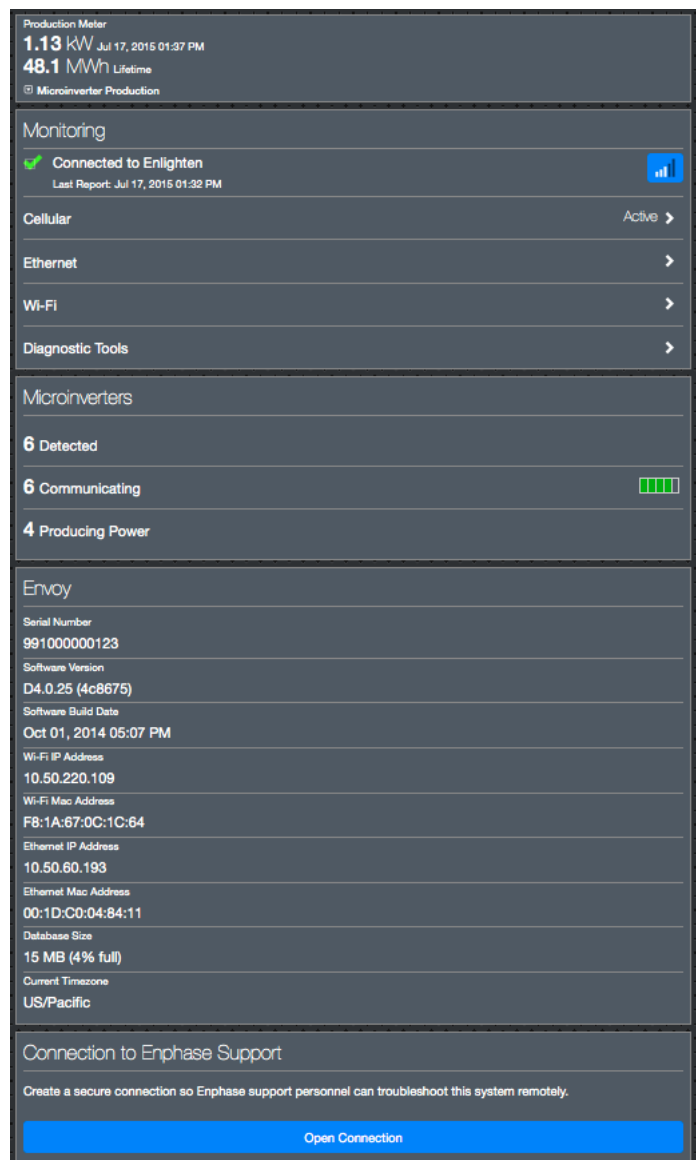 Production Meter
1.13 kW Jul 17, 2015 01:37 PM
48.1 MWh Lifetime
Microinverter Production
Monitoring
Connected to Enlighten
Last Report: Jul 17, 2015 01:32 PM
Cellular Active
Ethernet
Wi-Fi
Diagnostic Tools
Microinverters
6 Detected
6 Communicating
4 Producing Power
Envoy
Serial Number
991000000123
Software Version
D4.0.25 (4c8675)
Software Build Date
Oct 01, 2014 05:07 PM
Wi-Fi IP Address
10.50.220.109
Wi-Fi Mac Address
F8:1A:67:0C:1C:64
Ethernet IP Address
10.50.60.193
Ethernet Mac Address
00:1D:C0:04:84:11
Database Size
15 MB (4% full)
Current Timezone
US/Pacific
Connection to Enphase Support
Create a secure connection so Enphase support personnel can troubleshoot this system remotely.
Open Connection